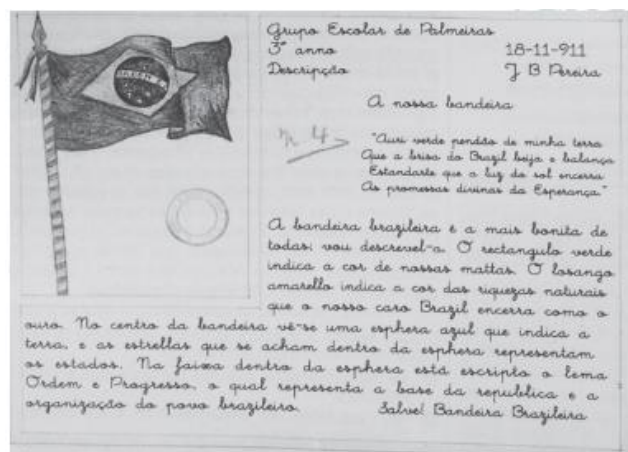 Grupo Escolar de Palmeiras
3º anno
18-11-911
Descripção
J B Pereira
A nossa bandeira
"Auri verde pendão de minha terra
Que a brisa do Brazil beija e balança
Estandarte que a luz do sol encerra
As promessas divinas da Esperança."
A bandeira brazileira e a mais bonita de
todas; vou descrevel-a. O rectangulo verde
indica a cor de nossas mattas. O losango
amarello indica a cor das riquezas naturais
que o nosso caro Brazil encerra como o
ouro. No centro da bandeira vê-se uma esphera azul que indica a
terra, e as estrellas que se acham dentro da esphera representam
os estados. Na faixa dentro da esphera está escripto o lema
Ordem e Progresso, o qual representa a base da republica e a
organização do povo brazileiro.
Salve! Bandeira Brazileira